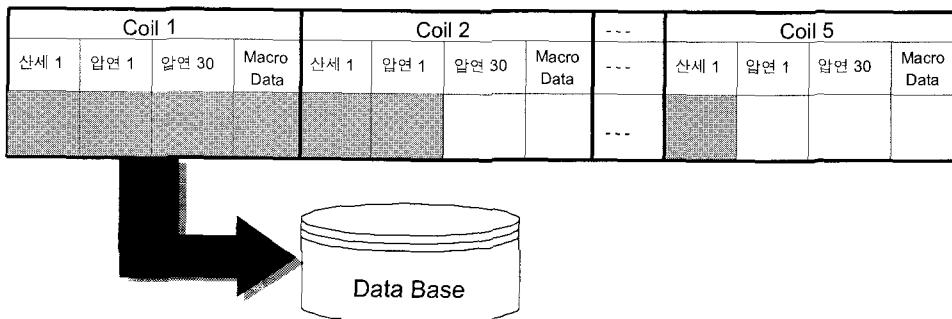 Coil 1 Coil 2 --- Coil 5
산세 1 압연 1 압연 30 Macro Data 산세 1 압연 1 압연 30 Macro Data --- 산세 1 압연 1 압연 30 Macro Data
---
Data Base